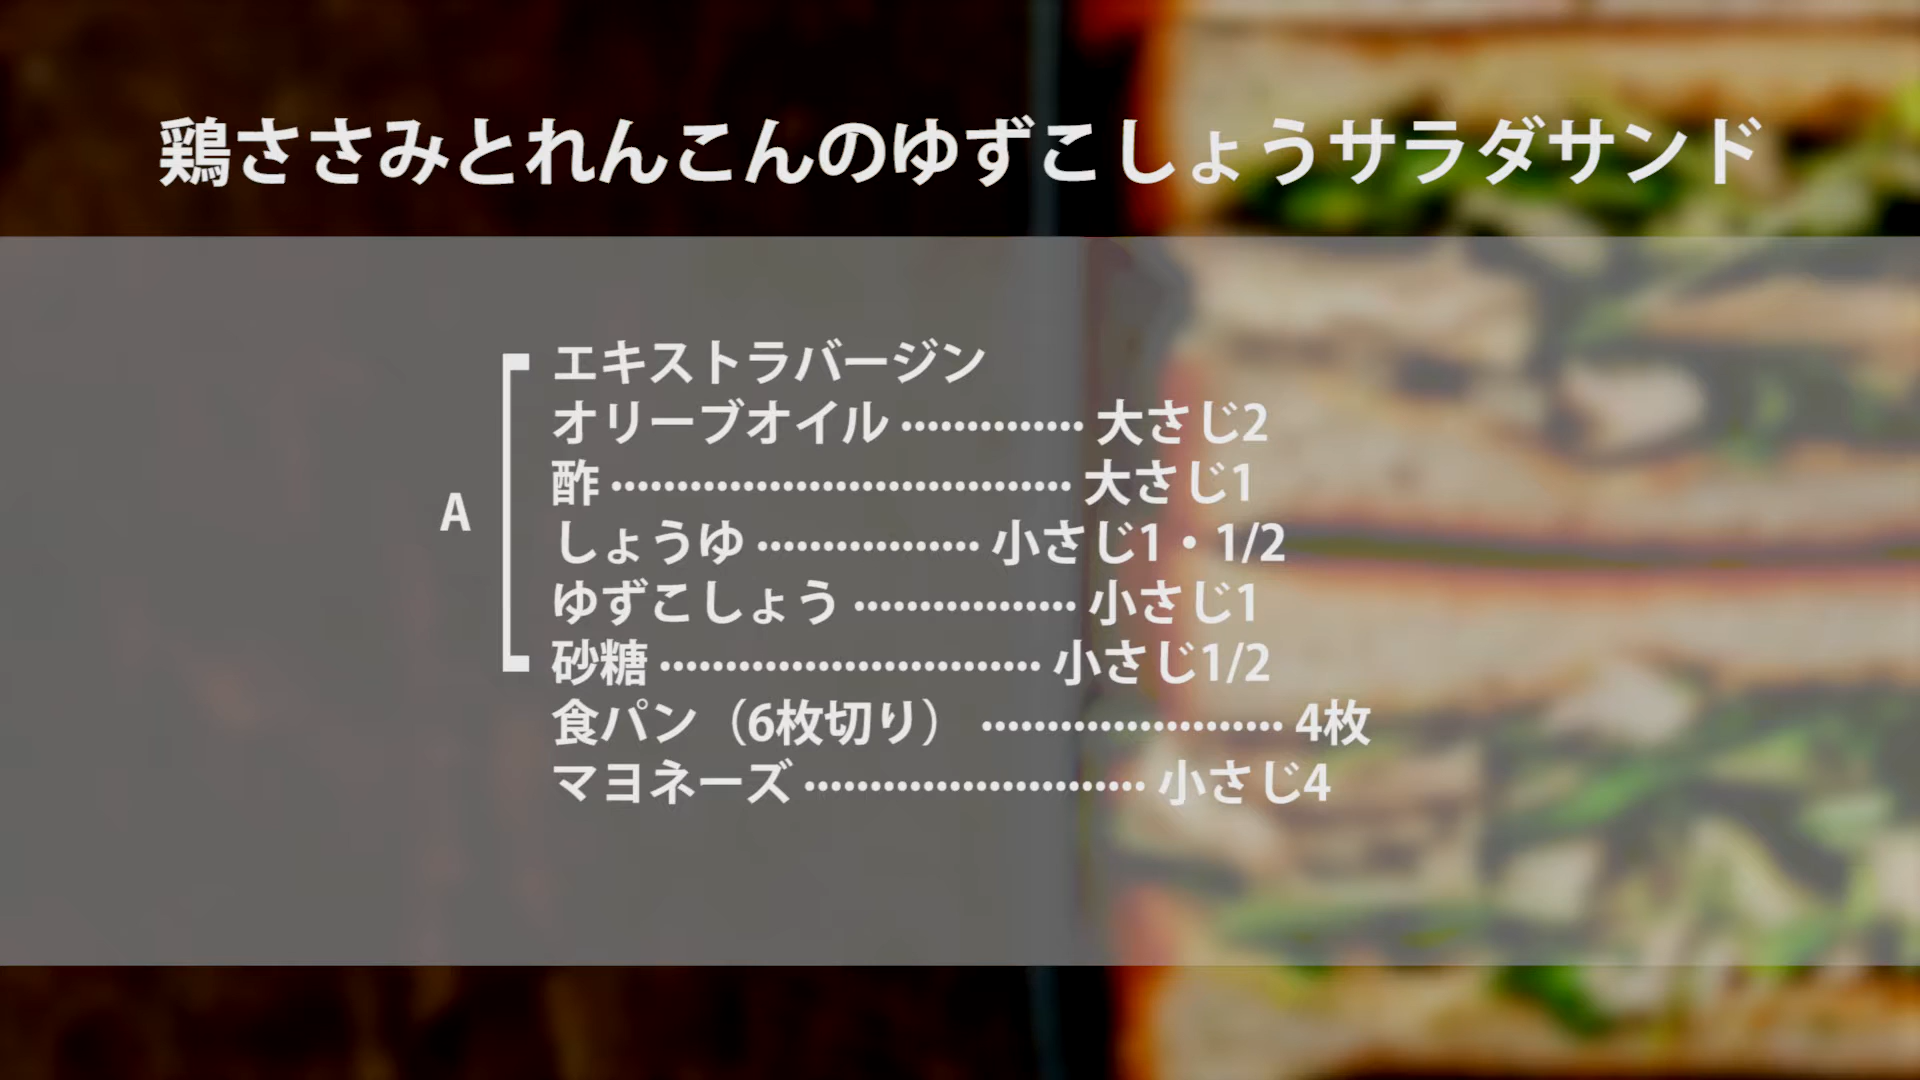 鶏ささみとれんこんのゆずこしょうサラダサンド
A
エキストラバージン
オリーブオイル ·············· 大さじ2
酢 ··································· 大さじ1
しょうゆ ················· 小さじ1・1/2
ゆずこしょう ················· 小さじ1
砂糖 ····························· 小さじ1/2
食パン（6枚切り） ······················· 4枚
マヨネーズ ·························· 小さじ4